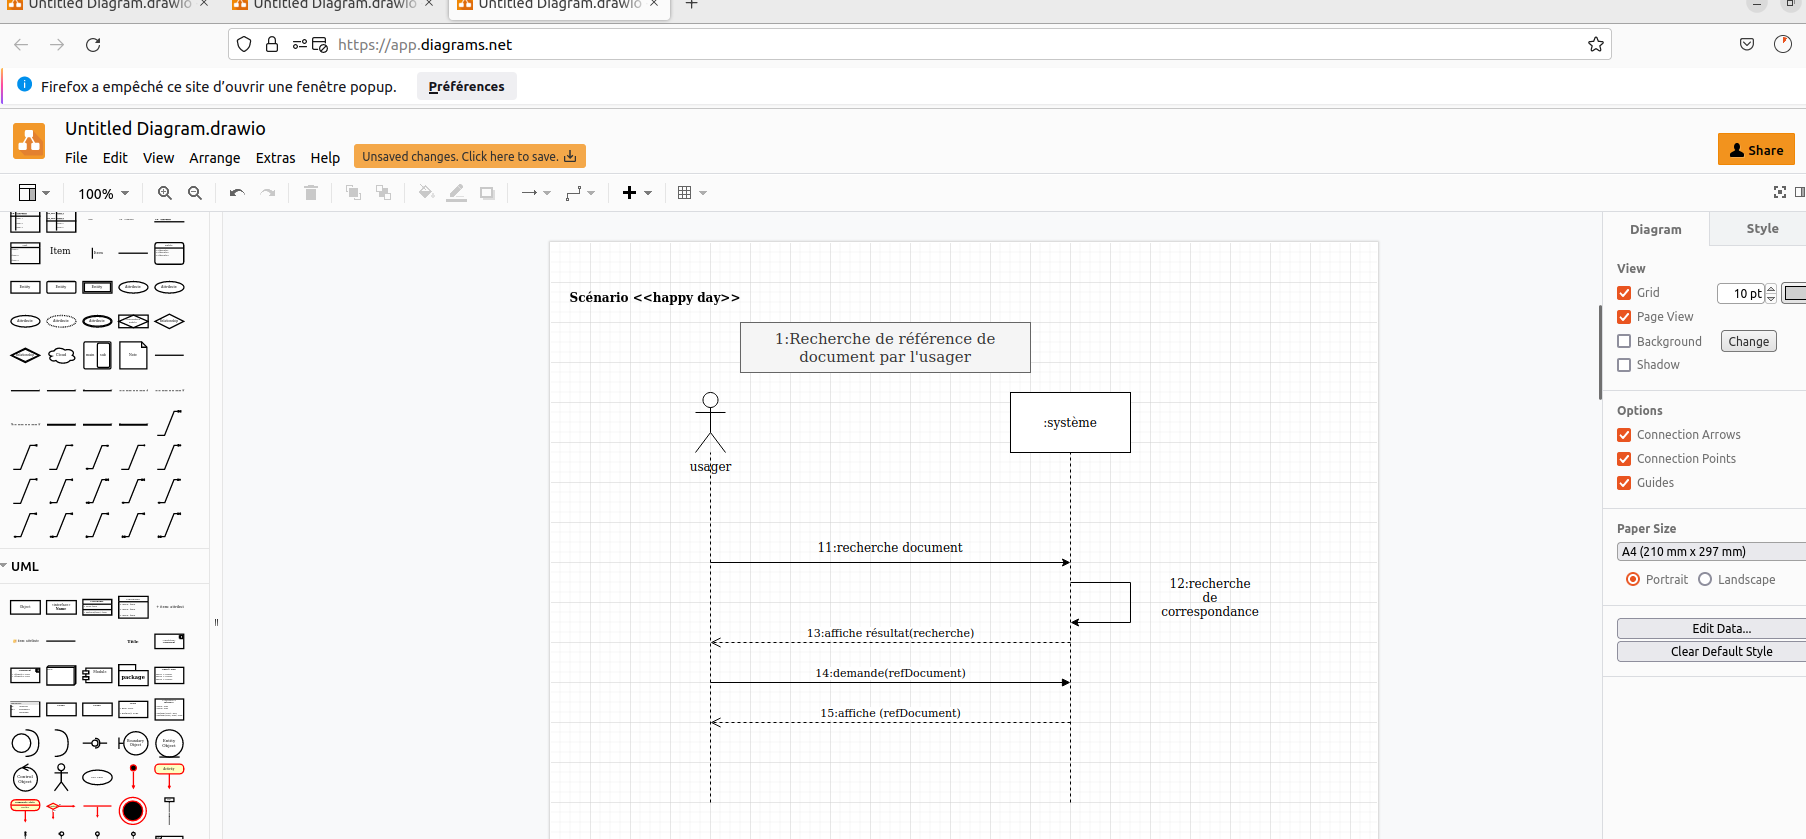 Untitled Diagram.drawio
Untitled Diagram.drawio
Untitled Diagram.drawio
https://app.diagrams.net
Firefox a empêché ce site d’ouvrir une fenêtre popup.
Préférences
Untitled Diagram.drawio
File Edit View Arrange Extras Help
Unsaved changes. Click here to save.
Share
100%
Item
UML
package
Scénario <<happy day>>
1:Recherche de référence de
document par l'usager
usager
:système
11:recherche document
12:recherche
de
correspondance
13:affiche résultat(recherche)
14:demande(refDocument)
15:affiche (refDocument)
Diagram
Style
View
Grid
10 pt
Page View
Background
Change
Shadow
Options
Connection Arrows
Connection Points
Guides
Paper Size
A4 (210 mm x 297 mm)
Portrait
Landscape
Edit Data...
Clear Default Style